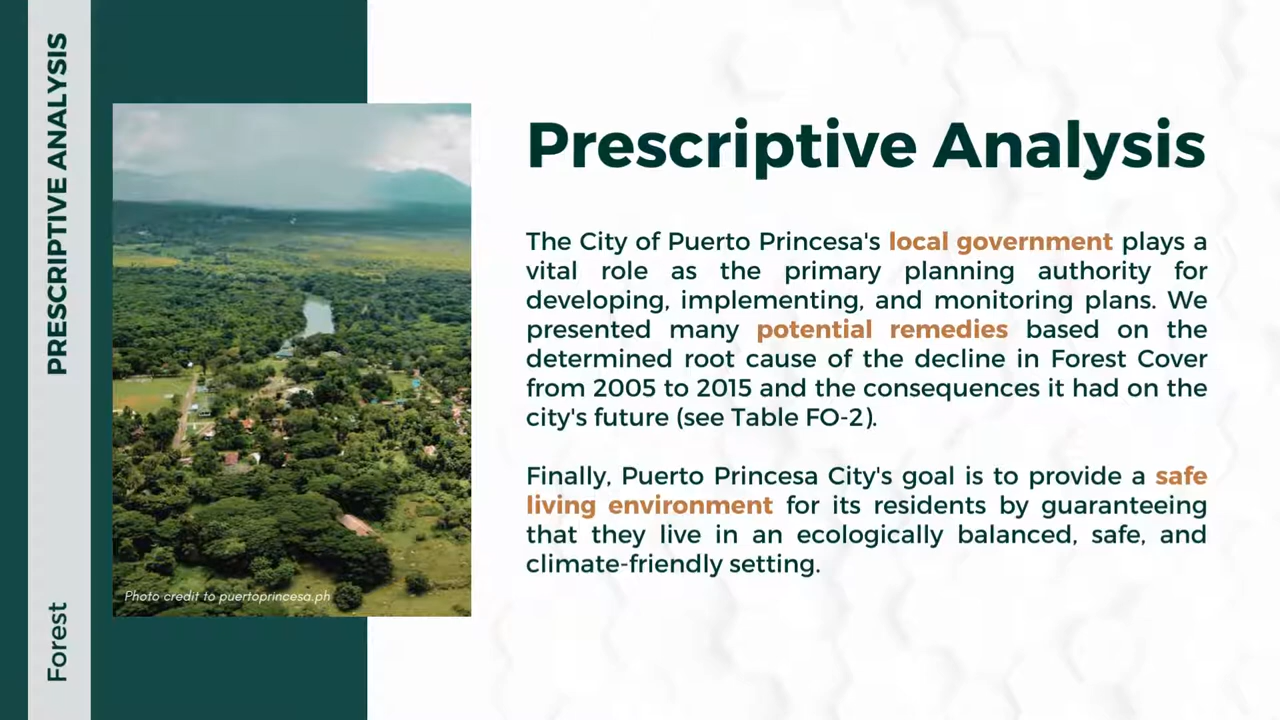 PRESCRIPTIVE ANALYSIS
Forest
Photo credit to puertoprincesa.ph
Prescriptive Analysis
The City of Puerto Princesa's local government plays a
vital role as the primary planning authority for
developing, implementing, and monitoring plans. We
presented many potential remedies based on the
determined root cause of the decline in Forest Cover
from 2005 to 2015 and the consequences it had on the
city's future (see Table FO-2).
Finally, Puerto Princesa City's goal is to provide a safe
living environment for its residents by guaranteeing
that they live in an ecologically balanced, safe, and
climate-friendly setting.